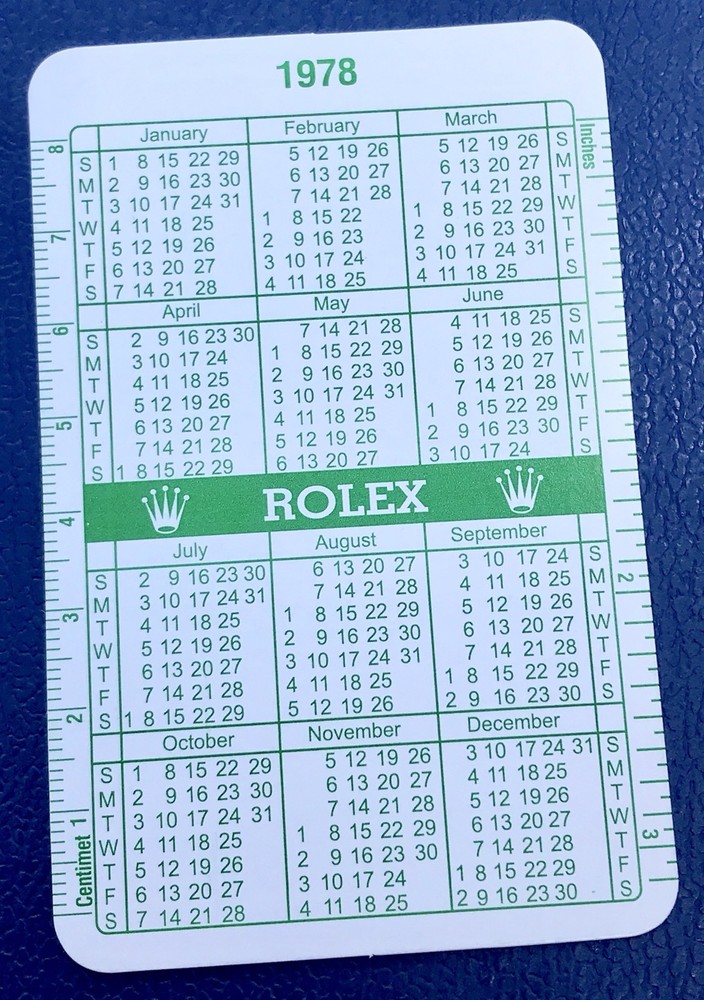 1978
January February March
S 1 8 15 22 29 5 12 19 26 5 12 19 26 S
M 2 9 16 23 30 6 13 20 27 6 13 20 27 M
T 3 10 17 24 31 7 14 21 28 7 14 21 28 T
W 4 11 18 25 1 8 15 22 1 8 15 22 29 W
T 5 12 19 26 2 9 16 23 2 9 16 23 30 T
F 6 13 20 27 3 10 17 24 3 10 17 24 31 F
S 7 14 21 28 4 11 18 25 4 11 18 25 S
April May June
S 2 9 16 23 30 7 14 21 28 4 11 18 25 S
M 3 10 17 24 1 8 15 22 29 5 12 19 26 M
T 4 11 18 25 2 9 16 23 30 6 13 20 27 T
W 5 12 19 26 3 10 17 24 31 7 14 21 28 W
T 6 13 20 27 4 11 18 25 1 8 15 22 29 T
F 7 14 21 28 5 12 19 26 2 9 16 23 30 F
S 1 8 15 22 29 6 13 20 27 3 10 17 24 S
ROLEX
July August September
S 2 9 16 23 30 6 13 20 27 3 10 17 24 S
M 3 10 17 24 31 7 14 21 28 4 11 18 25 M
T 4 11 18 25 1 8 15 22 29 5 12 19 26 T
W 5 12 19 26 2 9 16 23 30 6 13 20 27 W
T 6 13 20 27 3 10 17 24 31 7 14 21 28 T
F 7 14 21 28 4 11 18 25 1 8 15 22 29 F
S 1 8 15 22 29 5 12 19 26 2 9 16 23 30 S
October November December
S 1 8 15 22 29 5 12 19 26 3 10 17 24 31 S
M 2 9 16 23 30 6 13 20 27 4 11 18 25 M
T 3 10 17 24 31 7 14 21 28 5 12 19 26 T
W 4 11 18 25 1 8 15 22 29 6 13 20 27 W
T 5 12 19 26 2 9 16 23 30 7 14 21 28 T
F 6 13 20 27 3 10 17 24 1 8 15 22 29 F
S 7 14 21 28 4 11 18 25 2 9 16 23 30 S
Centimet 1 2 3 4 5 6 7 8
Inches 2 3